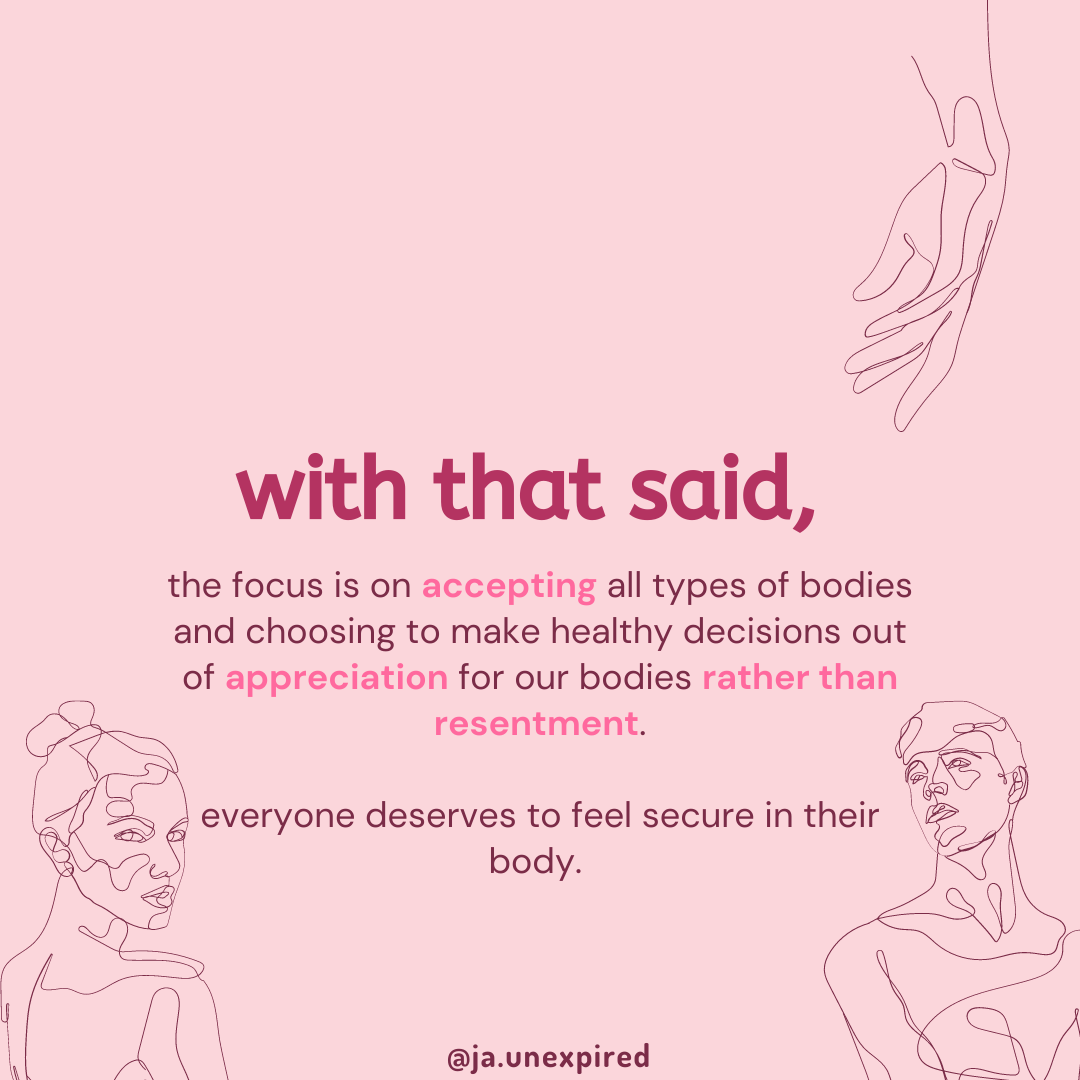 with that said,
the focus is on accepting all types of bodies
and choosing to make healthy decisions out
of appreciation for our bodies rather than
resentment.
everyone deserves to feel secure in their
body.
@ja.unexpired